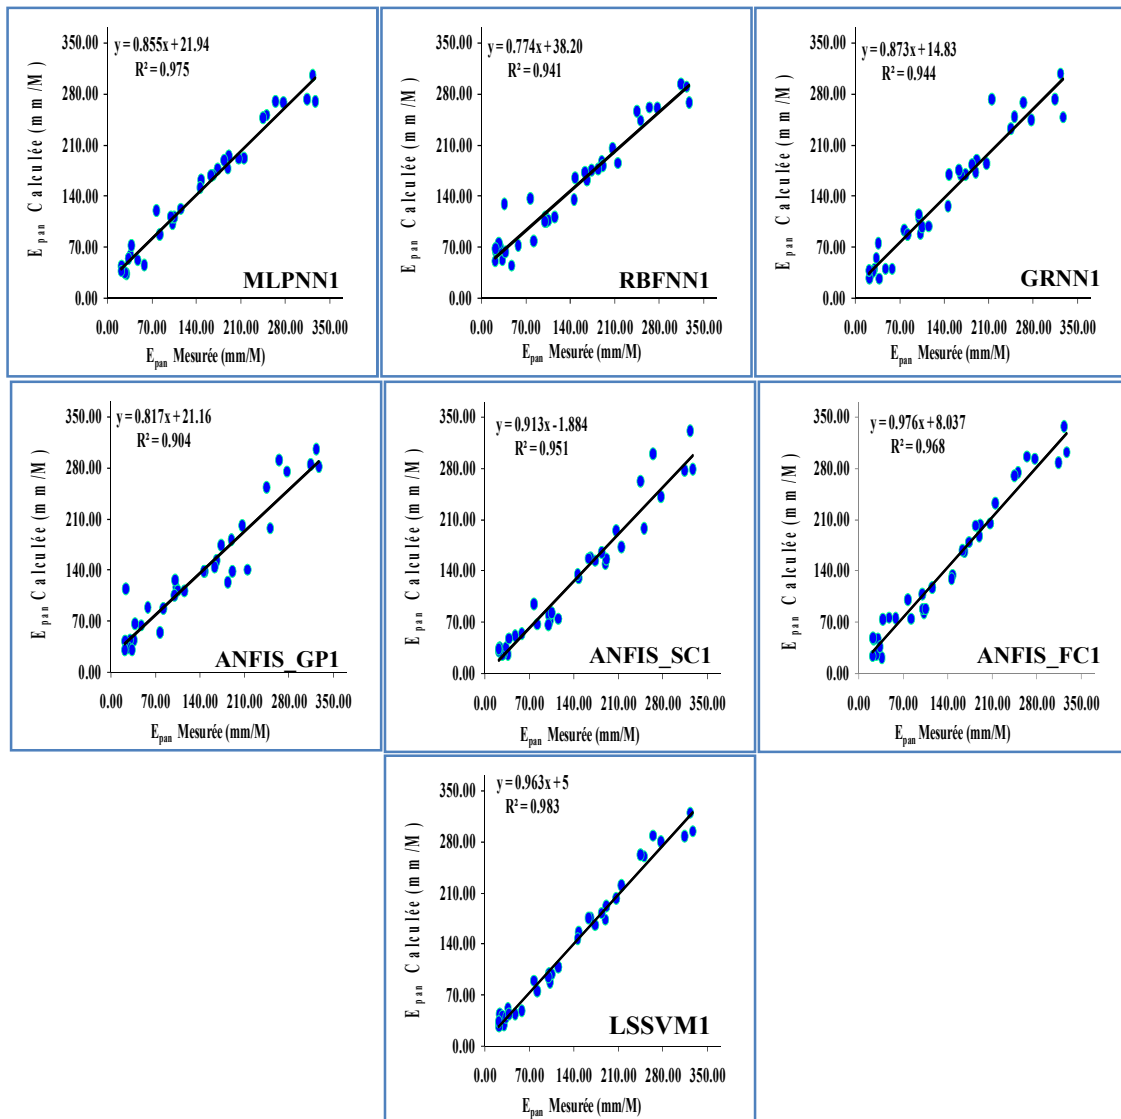 y = 0.855x + 21.94
R² = 0.975
350.00
280.00
210.00
140.00
70.00
0.00
E pan Calculée (mm/M)
0.00 70.00 140.00 210.00 280.00 350.00
MLPNN1
E pan Mesurée (mm/M)
y = 0.774x + 38.20
R² = 0.941
350.00
280.00
210.00
140.00
70.00
0.00
E pan Calculée (mm/M)
0.00 70.00 140.00 210.00 280.00 350.00
RBFNN1
E pan Mesurée (mm/M)
y = 0.873x + 14.83
R² = 0.944
350.00
280.00
210.00
140.00
70.00
0.00
E pan Calculée (mm/M)
0.00 70.00 140.00 210.00 280.00 350.00
GRNN1
E pan Mesurée (mm/M)
y = 0.817x + 21.16
R² = 0.904
350.00
280.00
210.00
140.00
70.00
0.00
E pan Calculée (mm/M)
0.00 70.00 140.00 210.00 280.00 350.00
ANFIS_GP1
E pan Mesurée (mm/M)
y = 0.913x - 1.884
R² = 0.951
350.00
280.00
210.00
140.00
70.00
0.00
E pan Calculée (mm/M)
0.00 70.00 140.00 210.00 280.00 350.00
ANFIS_SC1
E pan Mesurée (mm/M)
y = 0.976x + 8.037
R² = 0.968
350.00
280.00
210.00
140.00
70.00
0.00
E pan Calculée (mm/M)
0.00 70.00 140.00 210.00 280.00 350.00
ANFIS_FC1
E pan Mesurée (mm/M)
y = 0.963x + 5
R² = 0.983
350.00
280.00
210.00
140.00
70.00
0.00
E pan Calculée (mm/M)
0.00 70.00 140.00 210.00 280.00 350.00
LSSVM1
E pan Mesurée (mm/M)